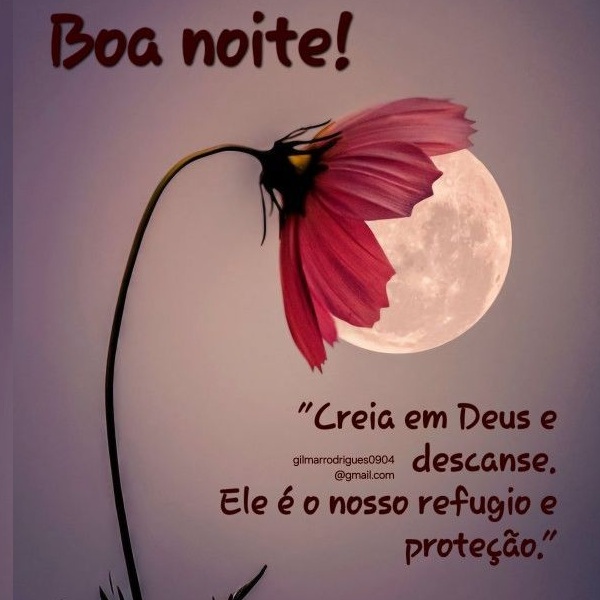 Boa noite!
"Creia em Deus e
descanse.
gilmarrodrigues0904
@gmail.com
Ele é o nosso refugio e
proteção."